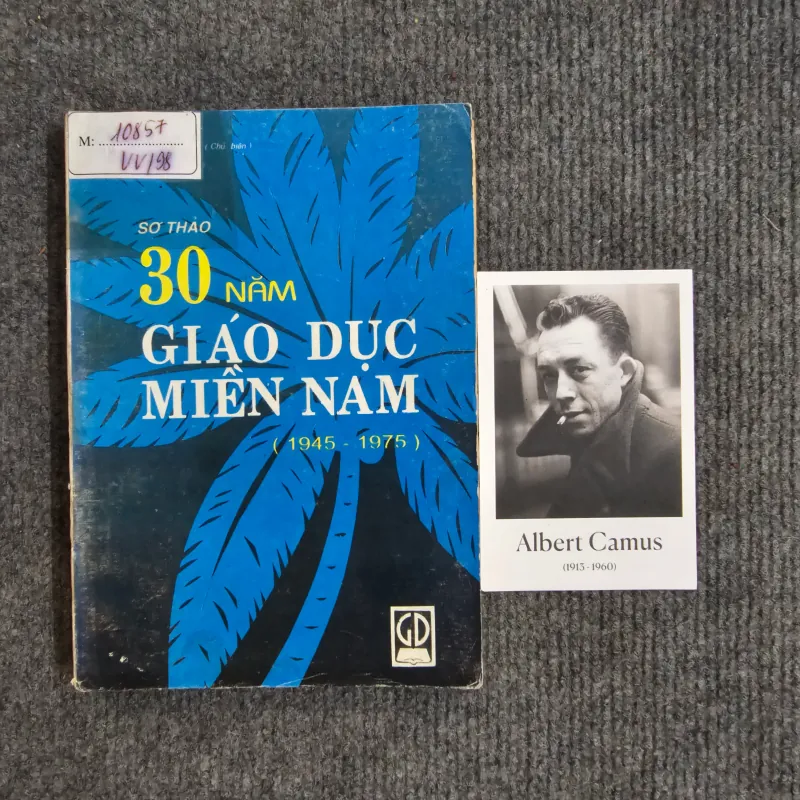 M: 10857
VV/98
( Chủ biên )
SƠ THẢO
30 NĂM
GIÁO DỤC
MIỀN NAM
( 1945 - 1975 )
GD
Albert Camus
(1913 - 1960)